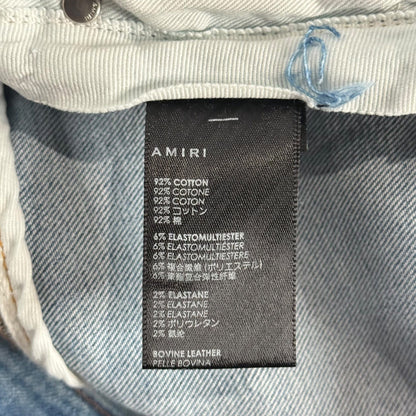 AMIRI
AMIRI
92% COTTON
92% COTONE
92% COTON
92% コットン
92% 棉
6% ELASTOMULTIESTER
6% ELASTOMULTIESTER
6% ELASTOMULTIESTERE
6% 複合繊維 (ポリエステル)
6% 聚酯复合弹性纤维
2% ELASTANE
2% ELASTANE
2% ELASTANE
2% ポリウレタン
2% 氨纶
BOVINE LEATHER
PELLE BOVINA